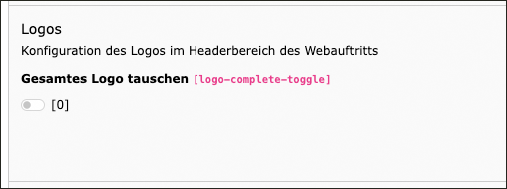 Logos
Konfiguration des Logos im Headerbereich des Webauftritts
Gesamtes Logo tauschen [logo-complete-toggle]
[0]